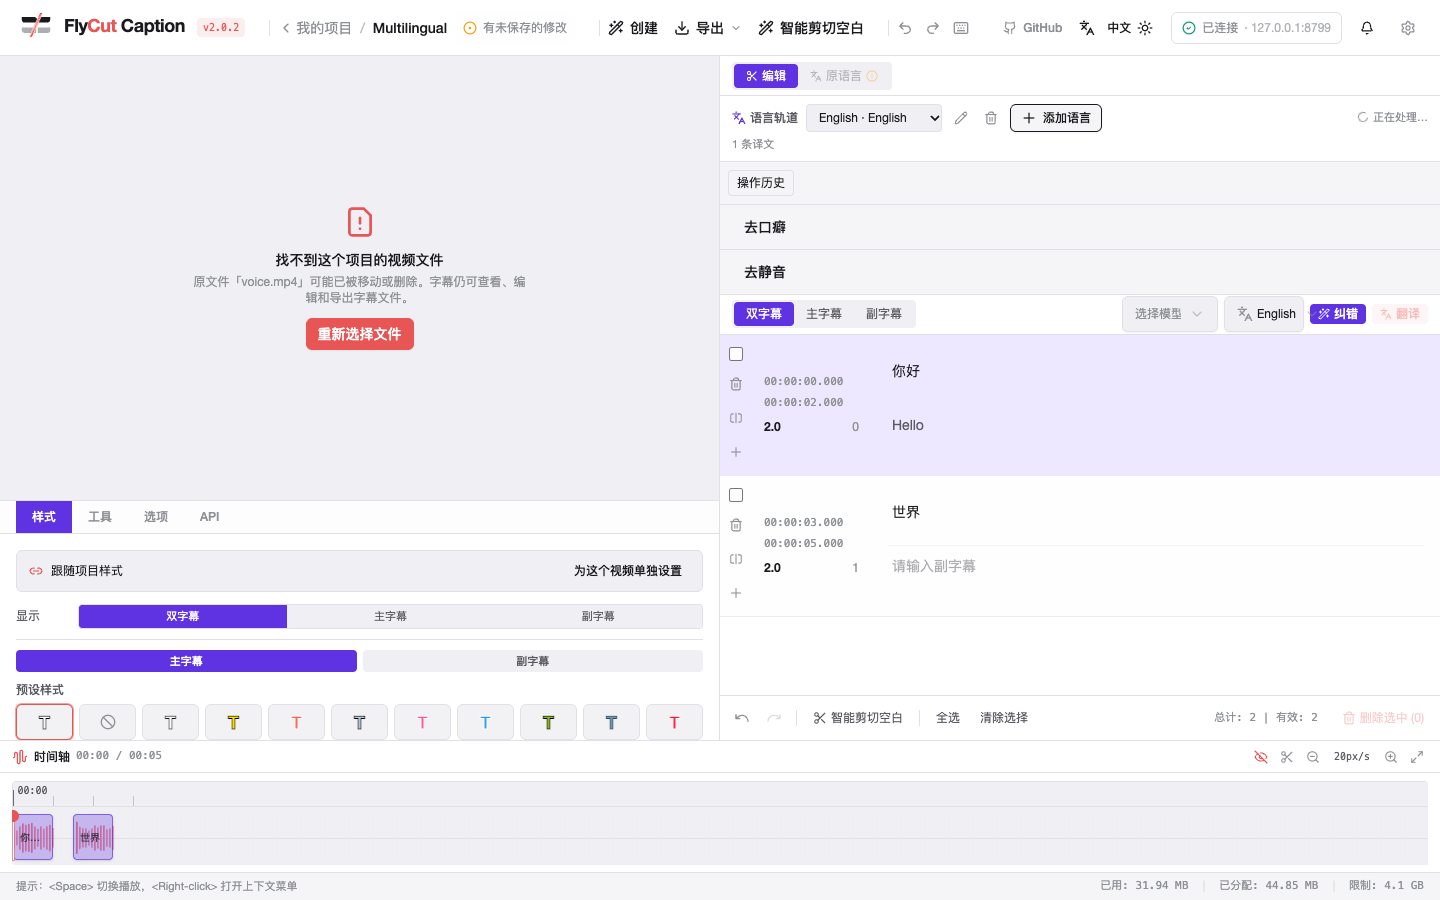 FlyCut Caption v2.0.2 我的项目 / Multilingual 有未保存的修改 创建 导出 智能剪切空白 GitHub 中文 已连接 · 127.0.0.1:8799
找不到这个项目的视频文件
原文件「voice.mp4」可能已被移动或删除。字幕仍可查看、编
辑和导出字幕文件。
重新选择文件
编辑 原语言
语言轨道 English · English 添加语言 正在处理...
1 条译文
操作历史
去口癖
去静音
双字幕 主字幕 副字幕 选择模型 English 纠错 翻译
你好
00:00:00.000
00:00:02.000
2.0 0 Hello
世界
00:00:03.000
00:00:05.000
2.0 1 请输入副字幕
智能剪切空白 全选 清除选择 总计: 2 | 有效: 2 删除选中 (0)
样式 工具 选项 API
跟随项目样式 为这个视频单独设置
显示 双字幕 主字幕 副字幕
主字幕 副字幕
预设样式
T T T T T T T T T T
时间轴 00:00 / 00:05 20px/s
00:00
你... 世界
提示: <Space> 切换播放, <Right-click> 打开上下文菜单 已用: 31.94 MB 已分配: 44.85 MB 限制: 4.1 GB